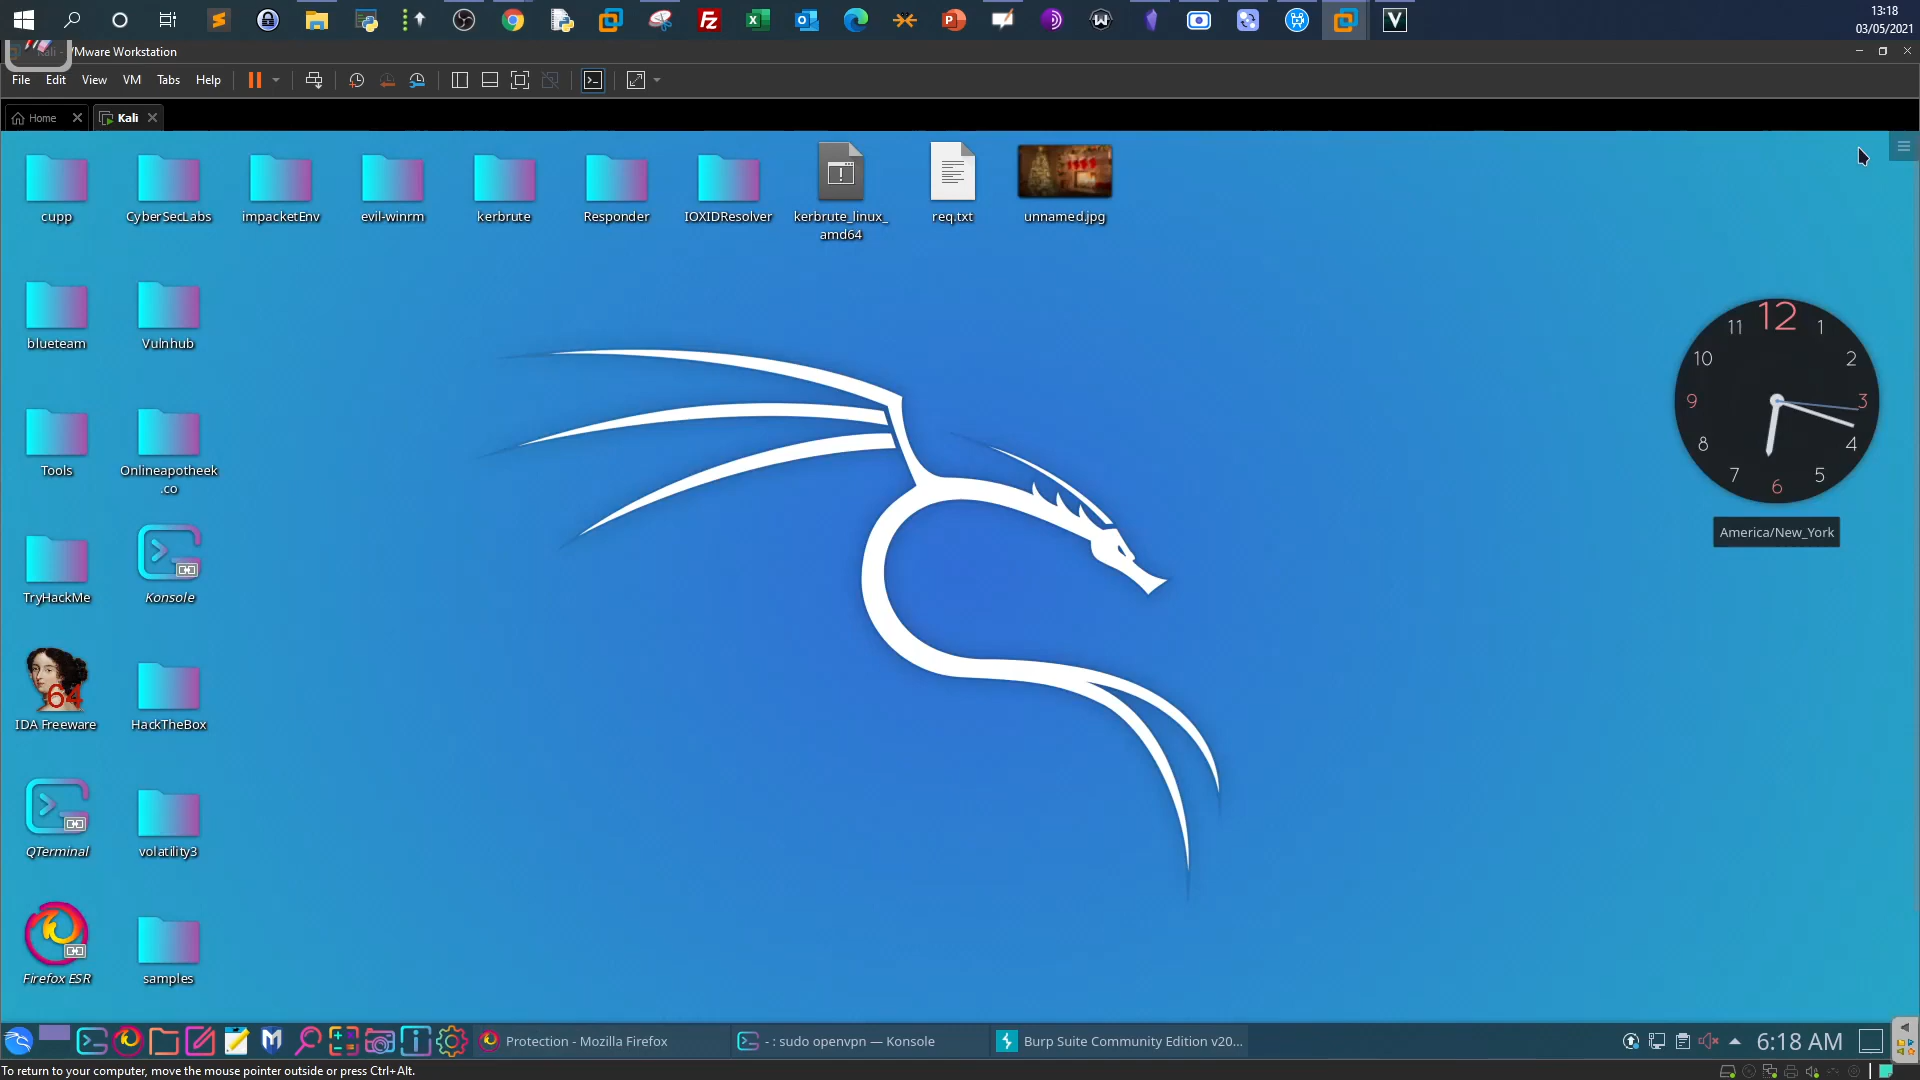 13:18
03/05/2021
Kali - VMware Workstation
File Edit View VM Tabs Help
Home Kali
cupp CyberSecLabs impacketEnv evil-winrm kerbrute Responder IOXIDResolver kerbrute_linux_ req.txt unnamed.jpg
amd64
blueteam Vulnhub
Tools Onlineapotheek
.co
TryHackMe Konsole
64
IDA Freeware HackTheBox
QTerminal volatility3
Firefox ESR samples
12
11 1
10 2
9 3
8 4
7 5
6
America/New_York
Protection - Mozilla Firefox - : sudo openvpn — Konsole Burp Suite Community Edition v20... 6:18 AM
To return to your computer, move the mouse pointer outside or press Ctrl+Alt.